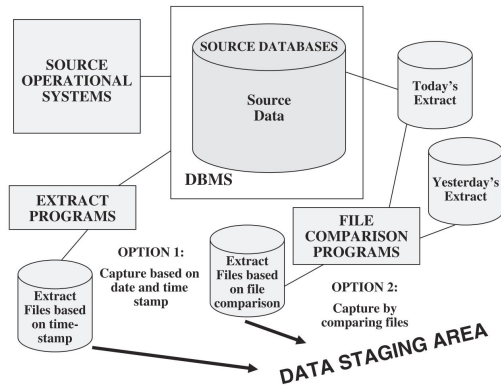 SOURCE
OPERATIONAL
SYSTEMS
SOURCE DATABASES
Source
Data
DBMS
Today's
Extract
Yesterday's
Extract
EXTRACT
PROGRAMS
FILE
COMPARISON
PROGRAMS
OPTION 1:
Capture based on
date and time
stamp
Extract
Files based
on time-
stamp
Extract
Files based
on file
comparison
OPTION 2:
Capture by
comparing files
DATA STAGING AREA